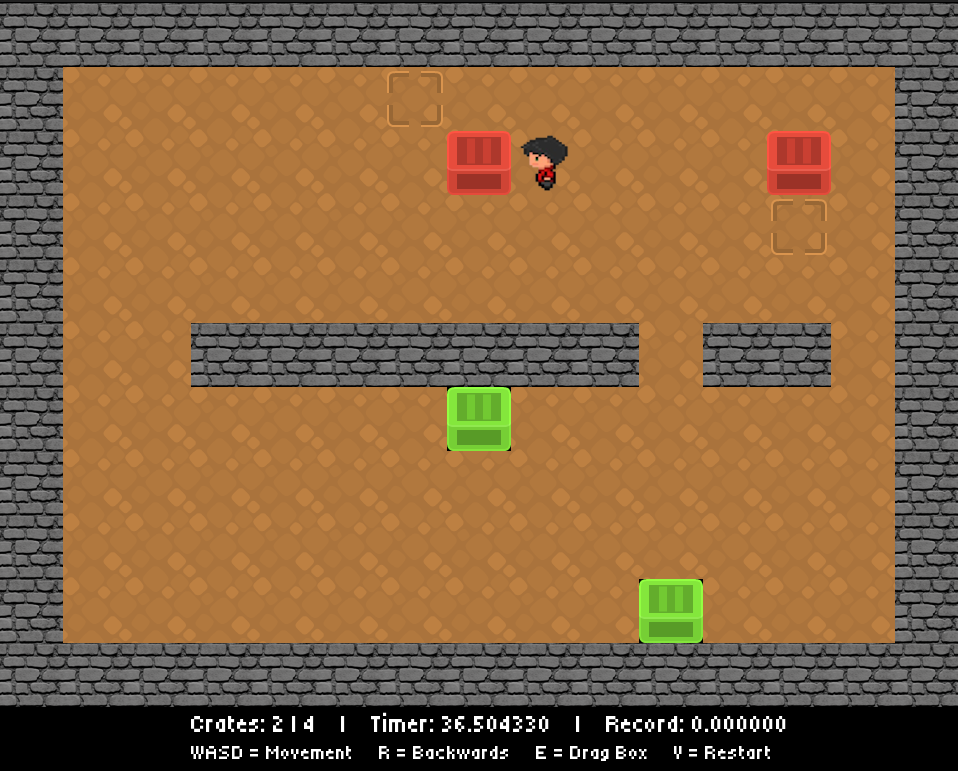 Crates: 2 | 4 | Timer: 36.504330 | Record: 0.000000
WASD = Movement R = Backwards E = Drag Box V = Restart